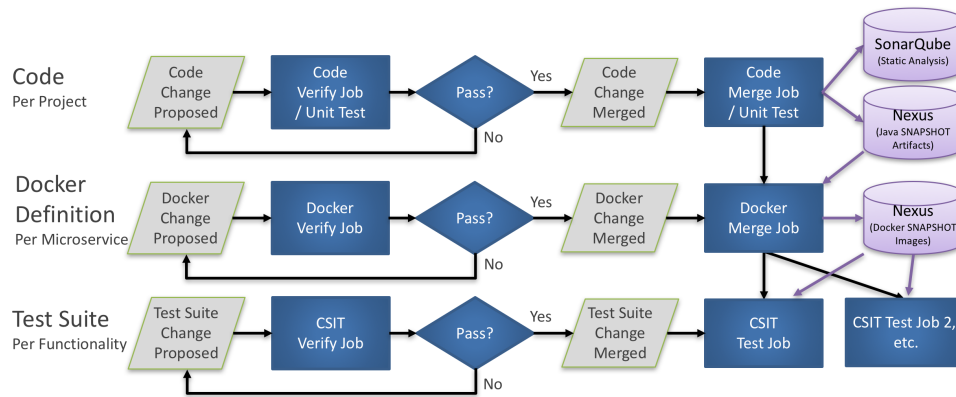 Code
Per Project
Code
Change
Proposed
Code
Verify Job
/ Unit Test
Pass?
Yes
No
Code
Change
Merged
Code
Merge Job
/ Unit Test
SonarQube
(Static Analysis)
Nexus
(Java SNAPSHOT
Artifacts)
Docker
Definition
Per Microservice
Docker
Change
Proposed
Docker
Verify Job
Pass?
Yes
No
Docker
Change
Merged
Docker
Merge Job
Nexus
(Docker SNAPSHOT
Images)
Test Suite
Per Functionality
Test Suite
Change
Proposed
CSIT
Verify Job
Pass?
Yes
No
Test Suite
Change
Merged
CSIT
Test Job
CSIT Test Job 2,
etc.